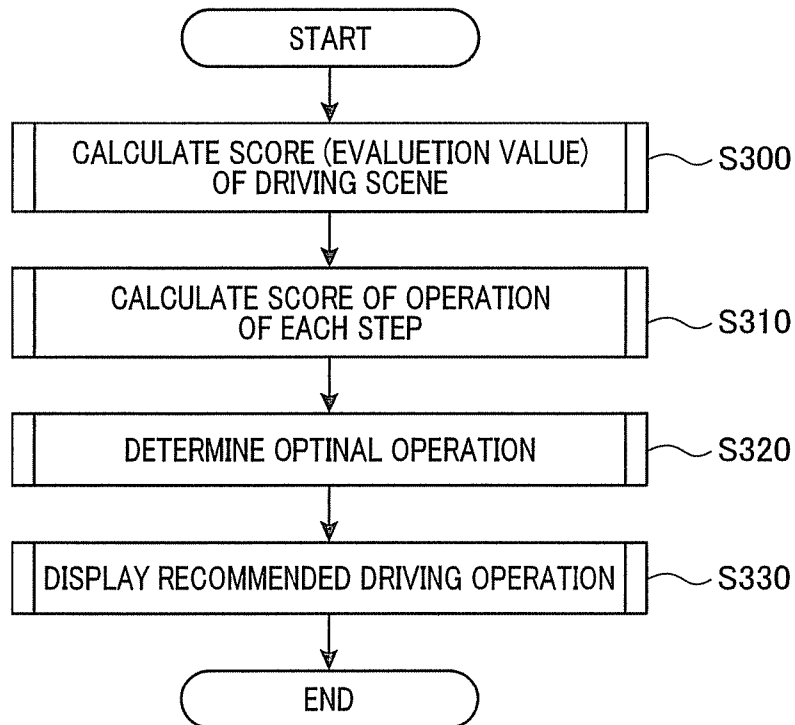 START
CALCULATE SCORE (EVALUETION VALUE)
OF DRIVING SCENE
S300
CALCULATE SCORE OF OPERATION
OF EACH STEP
S310
DETERMINE OPTINAL OPERATION
S320
DISPLAY RECOMMENDED DRIVING OPERATION
S330
END